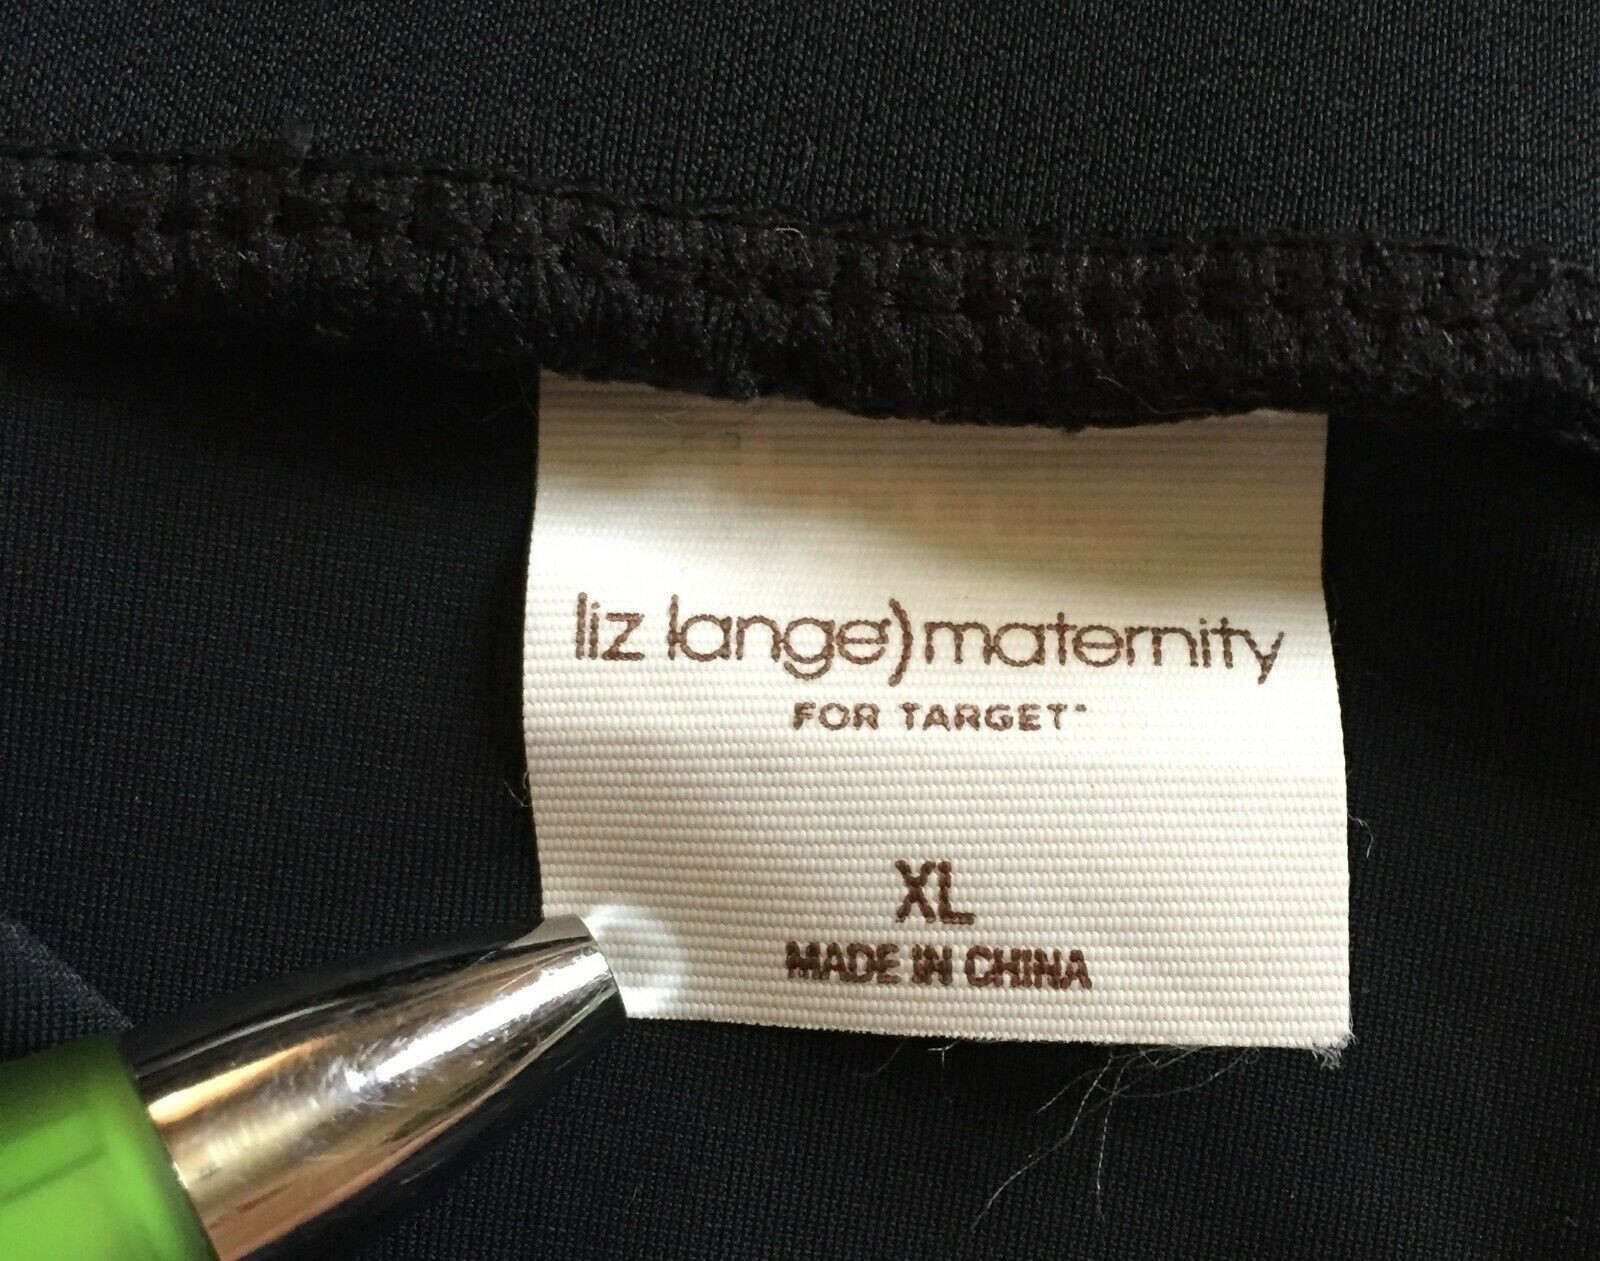 liz lange) maternity
FOR TARGET
XL
MADE IN CHINA